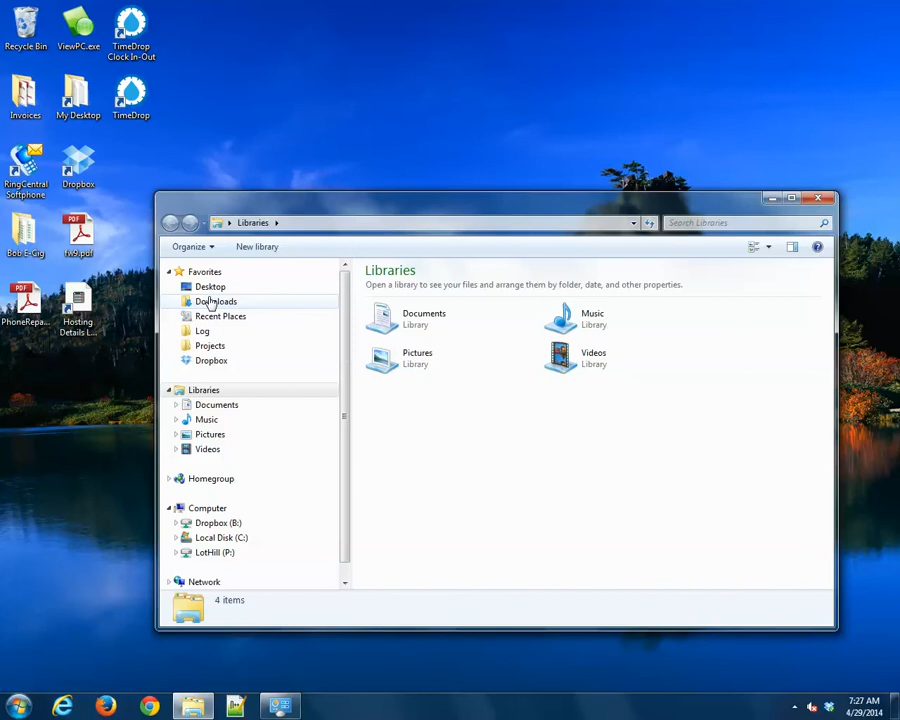 Recycle Bin
ViewPC.exe
TimeDrop
Clock In-Out
Invoices
My Desktop
TimeDrop
RingCentral
Softphone
Dropbox
Bob E-Cig
PDF
fw9.pdf
PDF
PhoneRepa...
Hosting
Details L...
Libraries
Search Libraries
Organize
New library
Favorites
Desktop
Downloads
Recent Places
Log
Projects
Dropbox
Libraries
Documents
Music
Pictures
Videos
Homegroup
Computer
Dropbox (B:)
Local Disk (C:)
LotHill (P:)
Network
Libraries
Open a library to see your files and arrange them by folder, date, and other properties.
Documents
Library
Music
Library
Pictures
Library
Videos
Library
4 items
7:27 AM
4/29/2014